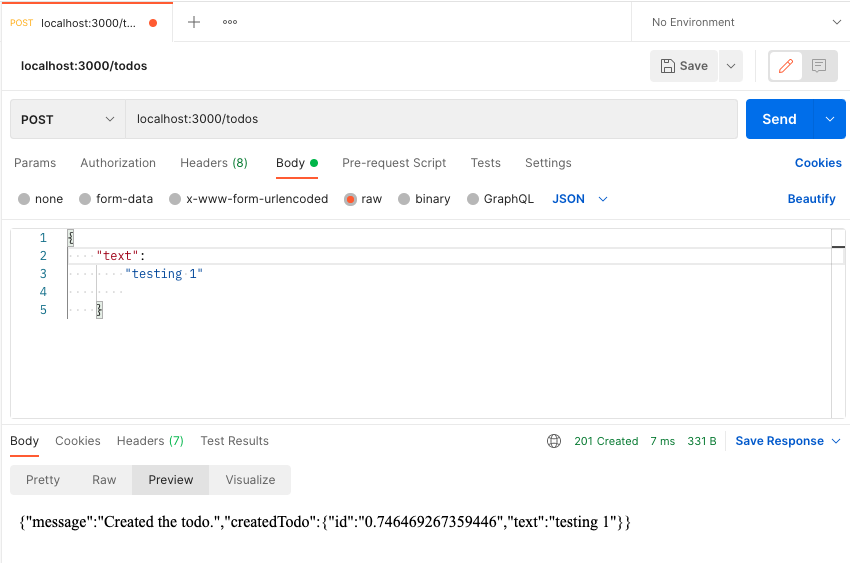 POST localhost:3000/t... No Environment
localhost:3000/todos Save
POST localhost:3000/todos Send
Params Authorization Headers (8) Body Pre-request Script Tests Settings Cookies
none form-data x-www-form-urlencoded raw binary GraphQL JSON Beautify
1 {
2 "text":
3 "testing 1"
4
5 }
Body Cookies Headers (7) Test Results 201 Created 7 ms 331 B Save Response
Pretty Raw Preview Visualize
{"message":"Created the todo.","createdTodo":{"id":"0.746469267359446","text":"testing 1"}}